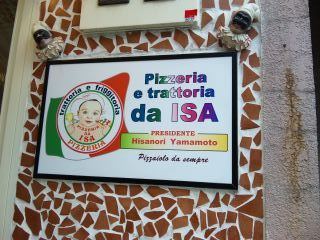 trattoria e friggitoria
PIZZERIA
da
ISA
PIZZERIA
Pizzeria
e trattoria
da ISA
PRESIDENTE
Hisanori Yamamoto
Pizzaiolo da sempre